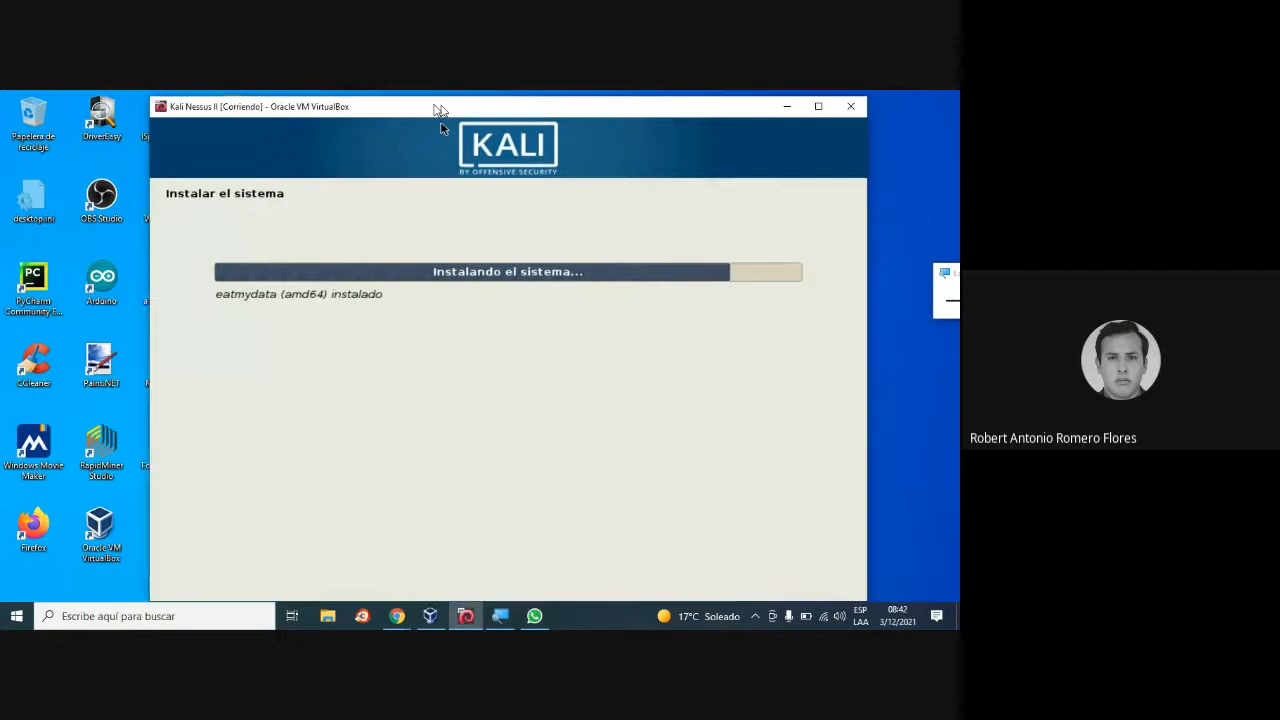 Kali Nessus II [Corriendo] - Oracle VM VirtualBox
KALI
BY OFFENSIVE SECURITY
Instalar el sistema
Instalando el sistema...
eatmydata (amd64) instalado
Papelera de
reciclaje
DriverEasy
desktop.ini
OBS Studio
PC
PyCharm
Community E...
Arduino
CCleaner
Paint.NET
Windows Movie
Maker
RapidMiner
Studio
Firefox
Oracle VM
VirtualBox
Robert Antonio Romero Flores
Escribe aquí para buscar
17°C Soleado
ESP
LAA
08:42
3/12/2021